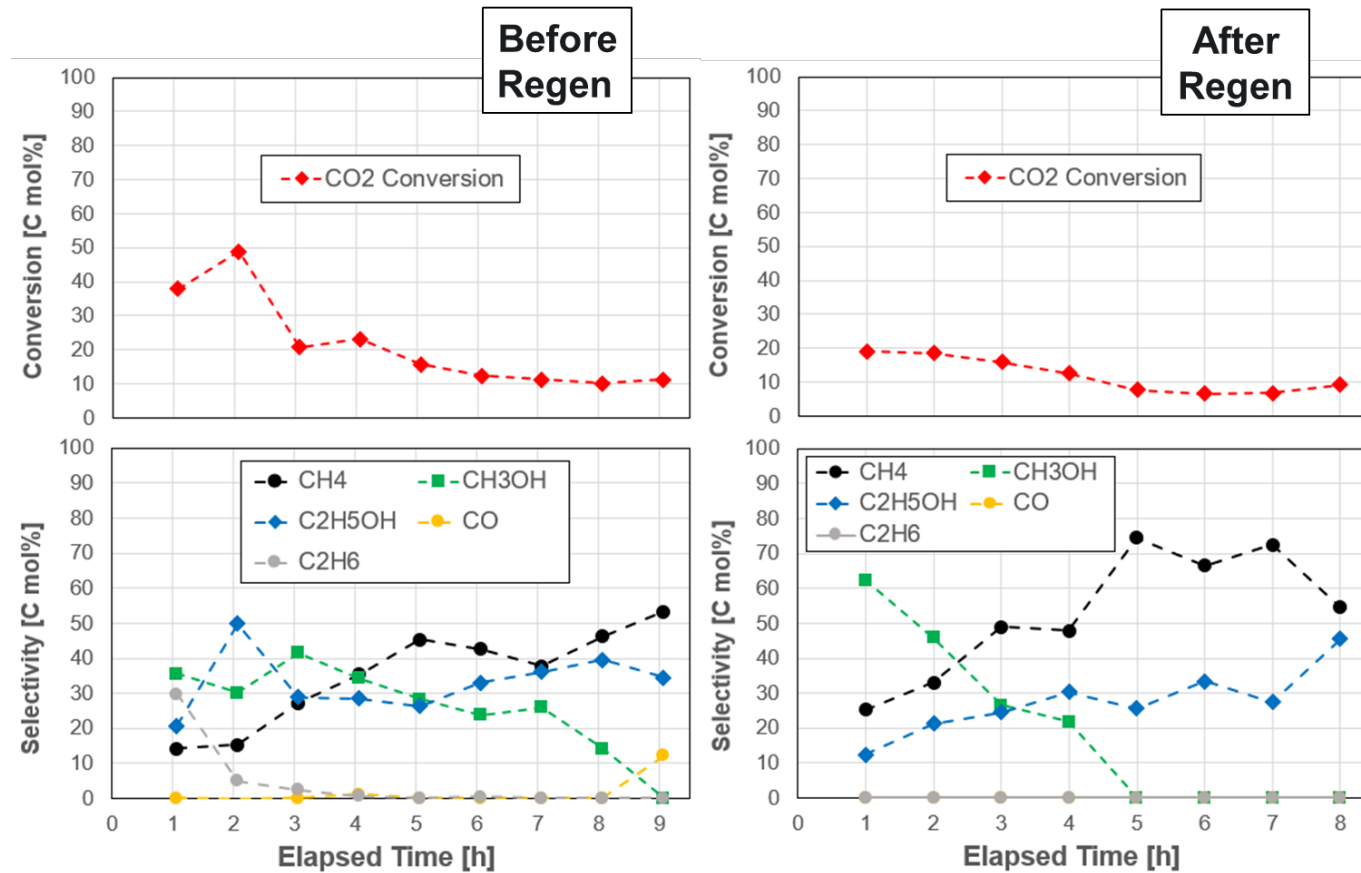 Before
Regen
After
Regen
Conversion [C mol%]
100
90
80
70
60
50
40
30
20
10
0
CO2 Conversion
Conversion [C mol%]
100
90
80
70
60
50
40
30
20
10
0
CO2 Conversion
Selectivity [C mol%]
100
90
80
70
60
50
40
30
20
10
0
CH4 CH3OH
C2H5OH CO
C2H6
0 1 2 3 4 5 6 7 8 9
Elapsed Time [h]
Selectivity [C mol%]
100
90
80
70
60
50
40
30
20
10
0
CH4 CH3OH
C2H5OH CO
C2H6
0 1 2 3 4 5 6 7 8
Elapsed Time [h]